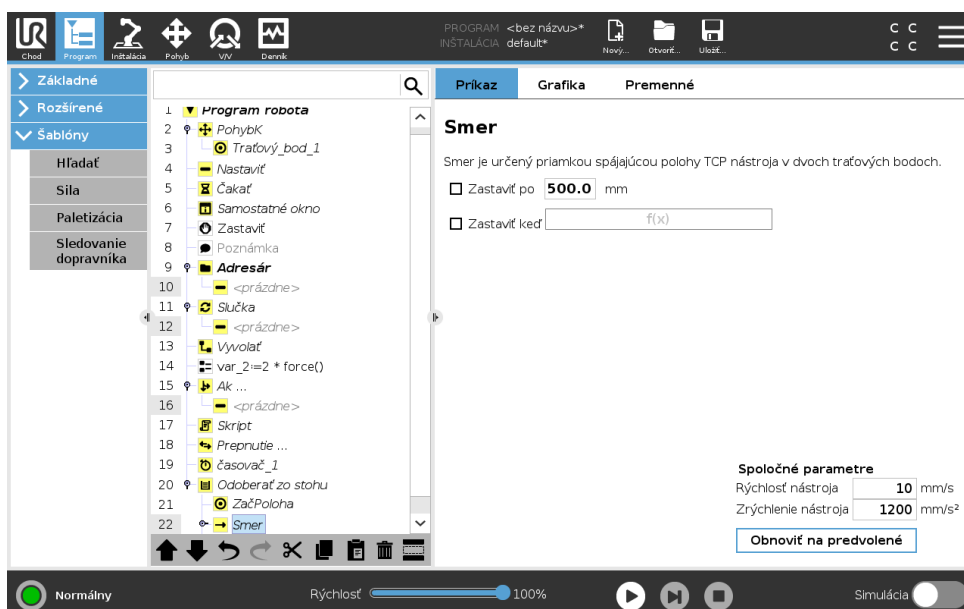 UR
Chod
Program
Inštalácia
Pohyb
V/V
Denník
PROGRAM <bez názvu>*
INŠTALÁCIA default*
Nový...
Otvoriť...
Uložiť...
C C
C C
Základné
Rozšírené
Šablóny
Hľadať
Sila
Paletizácia
Sledovanie
dopravníka
1 Program robota
2 PohybK
3 Traťový_bod_1
4 Nastaviť
5 Čakať
6 Samostatné okno
7 Zastaviť
8 Poznámka
9 Adresár
10 <prázdne>
11 Slučka
12 <prázdne>
13 Vyvolať
14 var_2:=2 * force()
15 Ak ...
16 <prázdne>
17 Skript
18 Prepnutie ...
19 časovač_1
20 Odoberať zo stohu
21 ZačPoloha
22 Smer
Príkaz Grafika Premenné
Smer
Smer je určený priamkou spájajúcou polohy TCP nástroja v dvoch traťových bodoch.
Zastaviť po 500.0 mm
Zastaviť keď f(x)
Spoločné parametre
Rýchlosť nástroja 10 mm/s
Zrýchlenie nástroja 1200 mm/s²
Obnoviť na predvolené
Normálny
Rýchlosť 100%
Simulácia